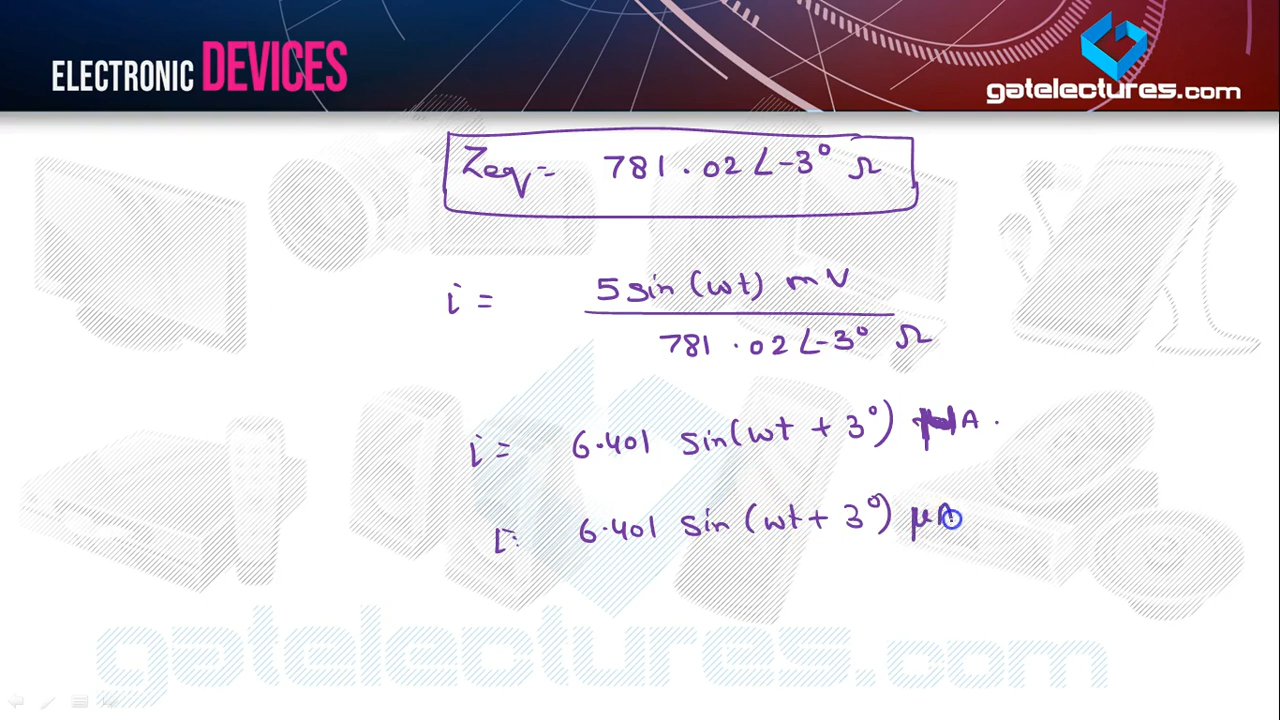 ELECTRONIC DEVICES
gatelectures.com
Zeq = 781.02∠-3° Ω
i = 5 sin(ωt) mV
781.02∠-3° Ω
i = 6.401 sin(ωt + 3°) μA.
i = 6.401 sin(ωt + 3°) μA
gatelectures.com